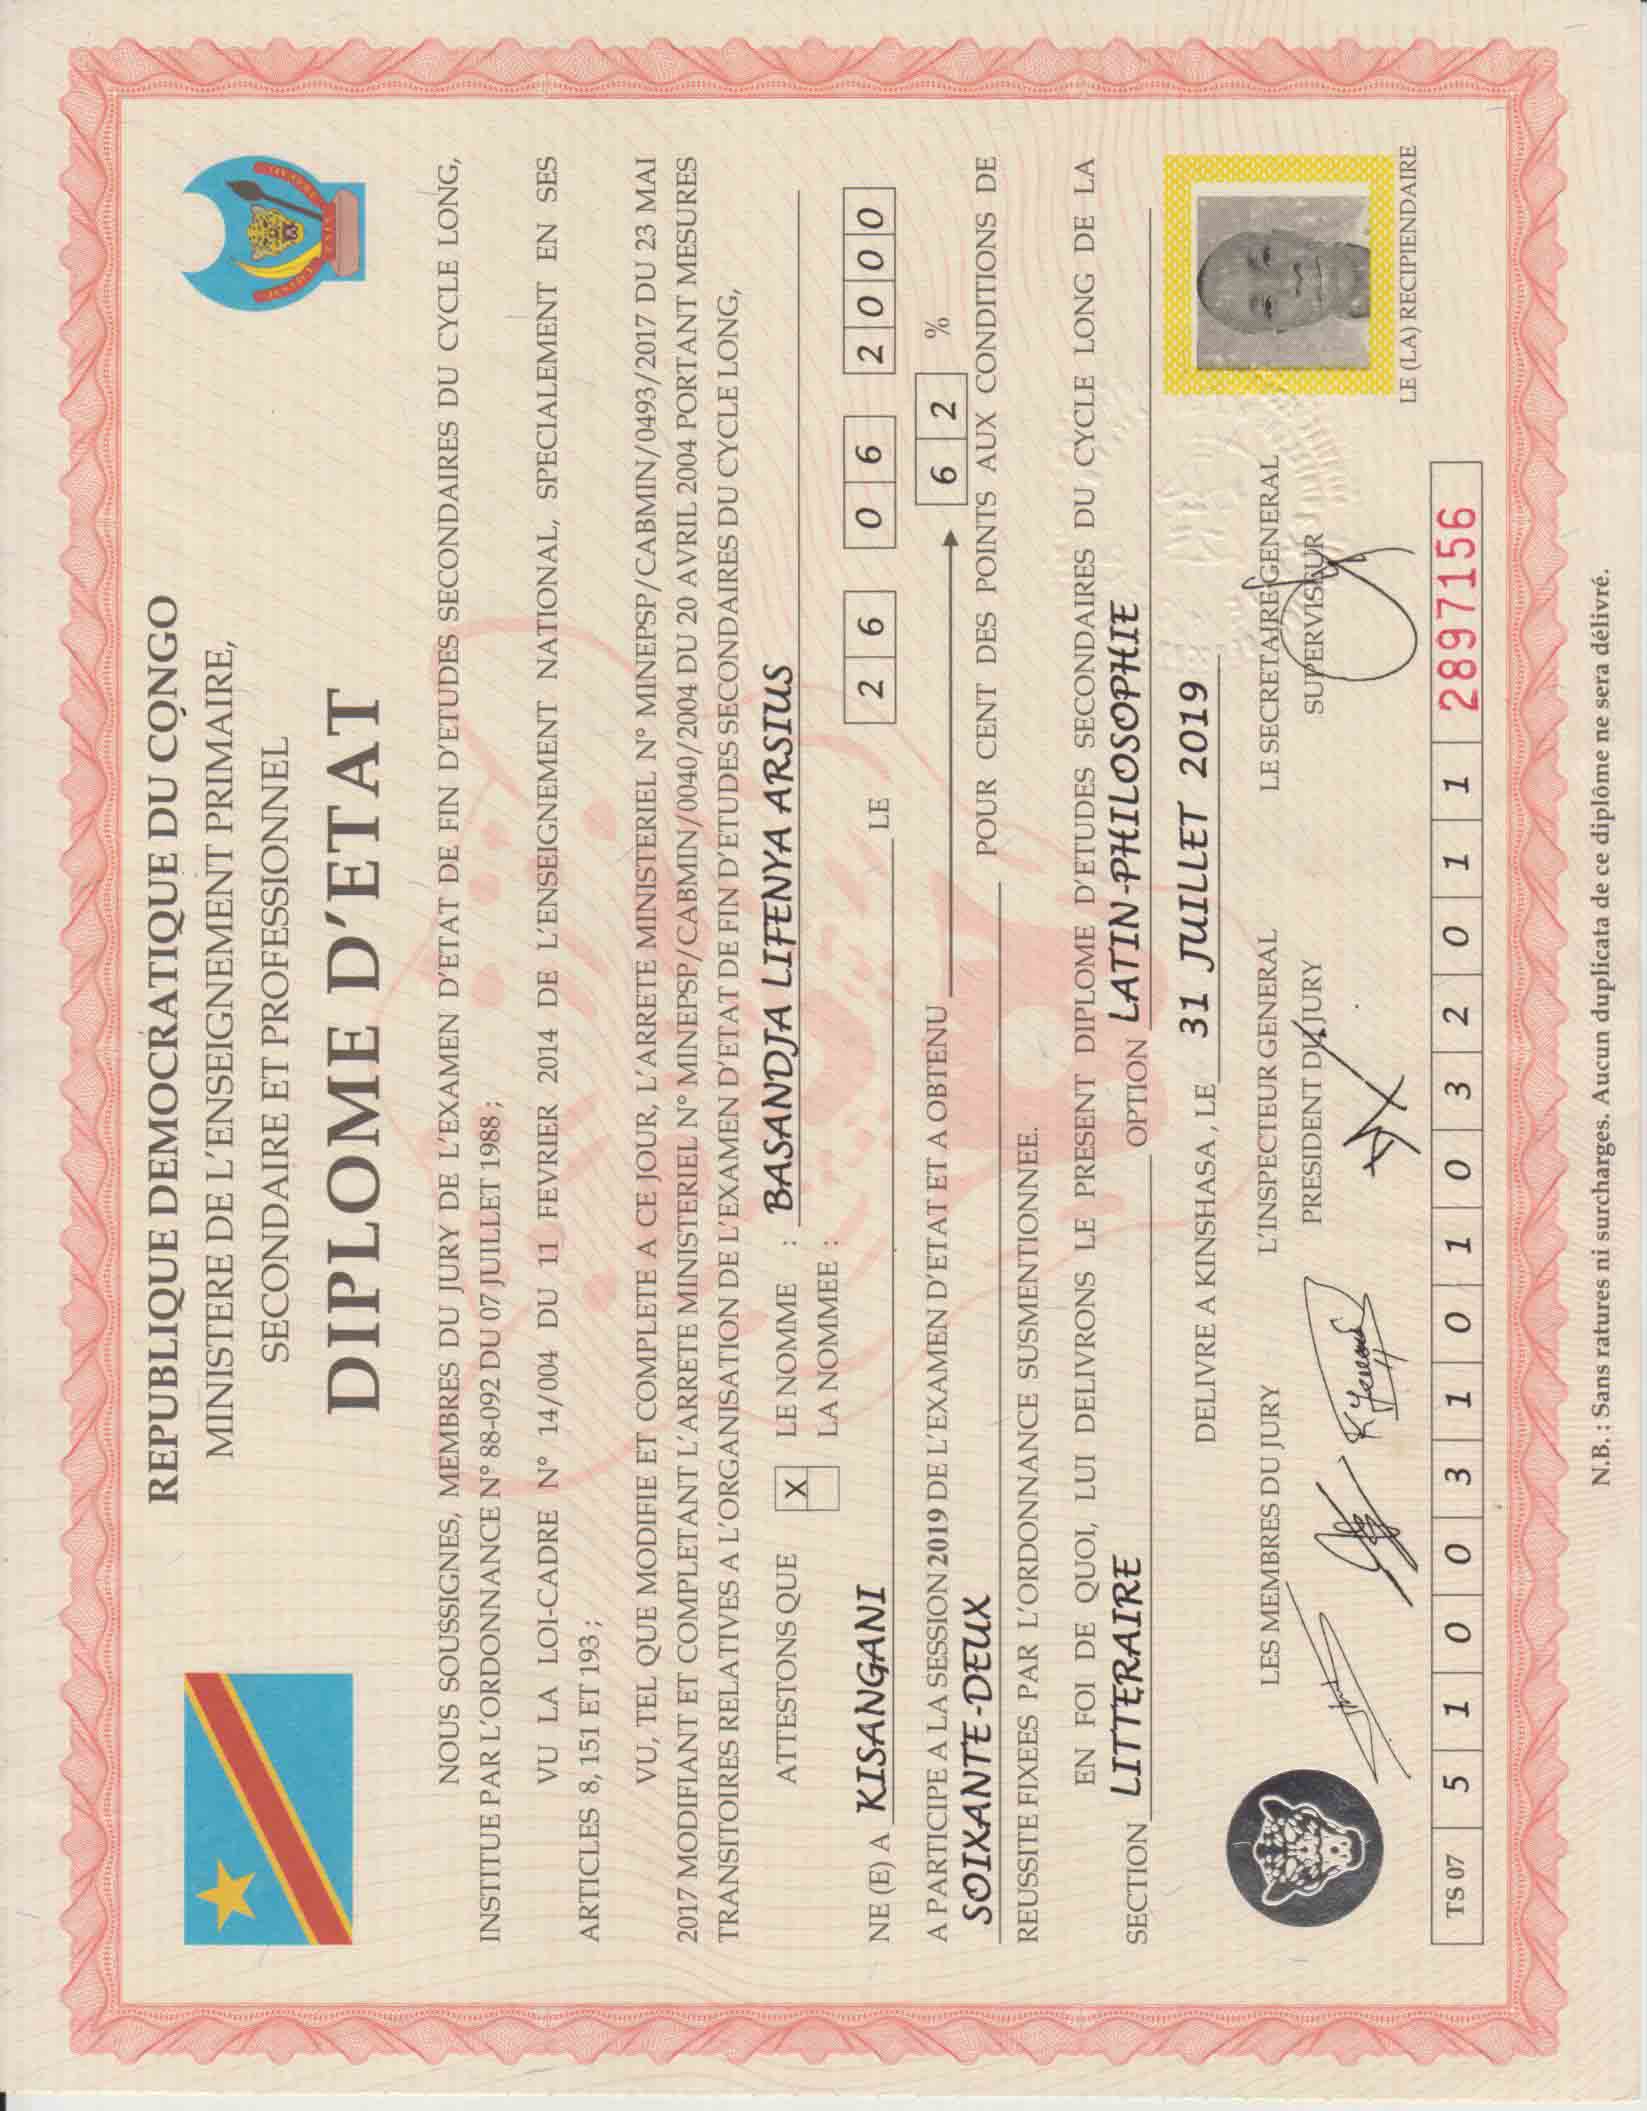 REPUBLIQUE DEMOCRATIQUE DU CONGO
MINISTERE DE L'ENSEIGNEMENT PRIMAIRE,
SECONDAIRE ET PROFESSIONNEL
DIPLOME D'ETAT
NOUS SOUSSIGNES, MEMBRES DU JURY DE L'EXAMEN D'ETAT DE FIN D'ETUDES SECONDAIRES DU CYCLE LONG,
INSTITUE PAR L'ORDONNANCE N° 88-092 DU 07 JUILLET 1988 ;
VU LA LOI-CADRE N° 14/004 DU 11 FEVRIER 2014 DE L'ENSEIGNEMENT NATIONAL, SPECIALEMENT EN SES
ARTICLES 8, 151 ET 193 ;
VU, TEL QUE MODIFIE ET COMPLETE A CE JOUR, L'ARRETE MINISTERIEL N° MINEPSP/CABMIN/0493/2017 DU 23 MAI
2017 MODIFIANT ET COMPLETANT L'ARRETE MINISTERIEL N° MINEPSP/CABMIN/0040/2004 DU 20 AVRIL 2004 PORTANT MESURES
TRANSITOIRES RELATIVES A L'ORGANISATION DE L'EXAMEN D'ETAT DE FIN D'ETUDES SECONDAIRES DU CYCLE LONG,
ATTESTONS QUE X LE NOMME : BASANDJA LIFENYA ARSIUS
LA NOMMEE :
NE (E) A KISANGANI LE 26 06 2000
A PARTICIPE A LA SESSION 2019 DE L'EXAMEN D'ETAT ET A OBTENU 62 %
SOIXANTE-DEUX POUR CENT DES POINTS AUX CONDITIONS DE
REUSSITE FIXEES PAR L'ORDONNANCE SUSMENTIONNEE.
EN FOI DE QUOI, LUI DELIVRONS LE PRESENT DIPLOME D'ETUDES SECONDAIRES DU CYCLE LONG DE LA
SECTION LITTERAIRE OPTION LATIN-PHILOSOPHIE
DELIVRE A KINSHASA , LE 31 JUILLET 2019
LES MEMBRES DU JURY L'INSPECTEUR GENERAL LE SECRETAIRE GENERAL
PRESIDENT DU JURY SUPERVISEUR
LE (LA) RECIPIENDAIRE
TS 07 5 1 0 0 3 1 0 1 0 3 2 0 1 1 2897156
N.B. : Sans ratures ni surcharges. Aucun duplicata de ce diplôme ne sera délivré.